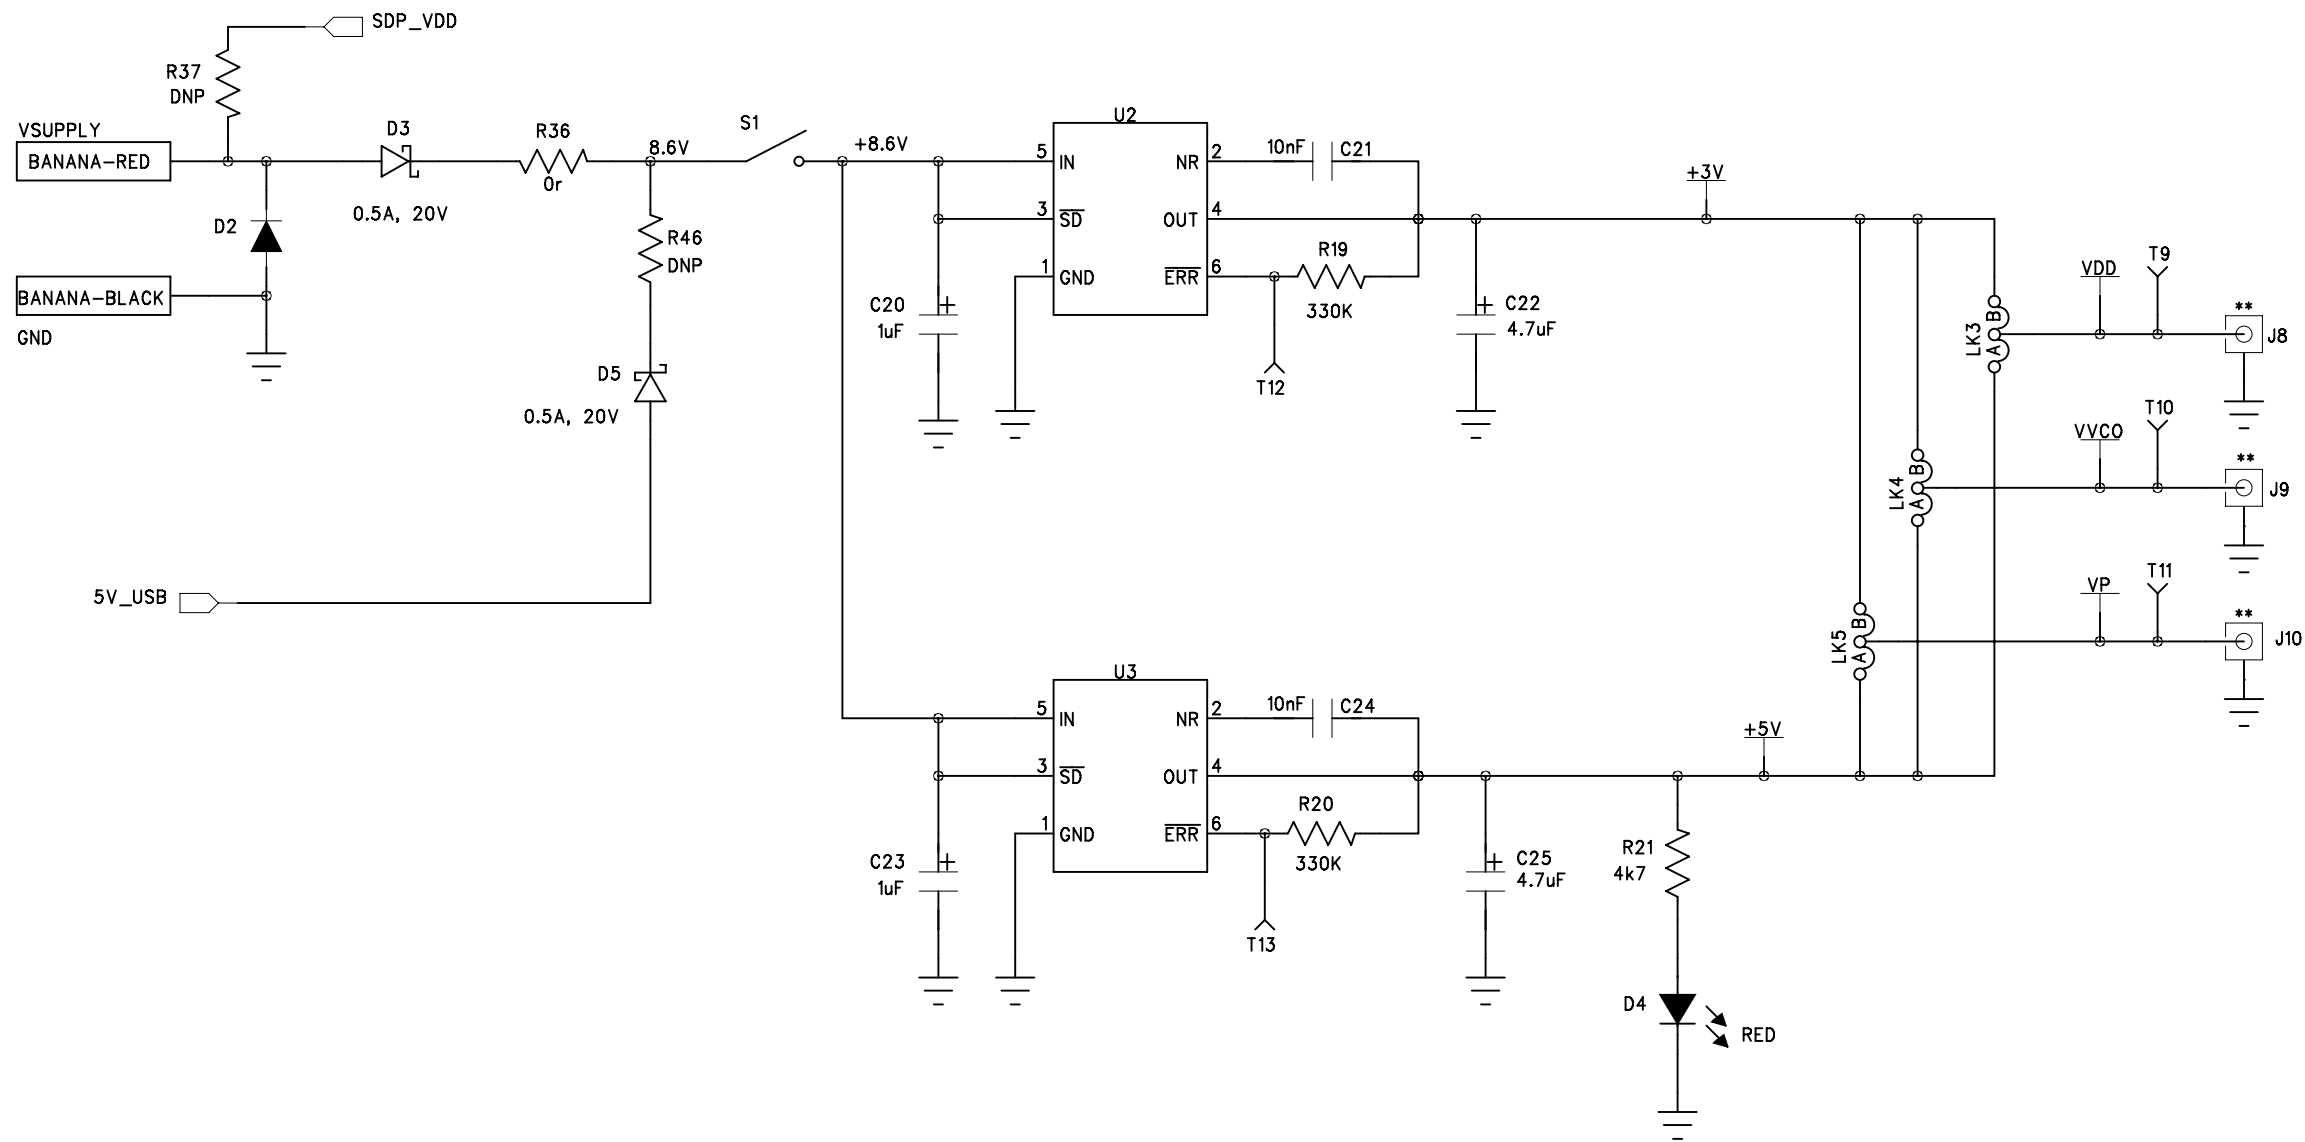 SDP_VDD
R37
DNP
VSUPPLY
BANANA-RED
D3
0.5A, 20V
R36
0r
8.6V
S1
+8.6V
D2
BANANA-BLACK
GND
R46
DNP
D5
0.5A, 20V
5V_USB
U2
5 IN
3 SD
1 GND
NR 2
OUT 4
ERR 6
10nF C21
R19
330K
T12
C20
1uF
+
C22
4.7uF
+
+3V
LK3
B
A
VDD
T9
**
J8
LK4
B
A
VVCO
T10
**
J9
LK5
B
A
VP
T11
**
J10
U3
5 IN
3 SD
1 GND
NR 2
OUT 4
ERR 6
10nF C24
R20
330K
T13
C23
1uF
+
C25
4.7uF
+
+5V
R21
4k7
D4
RED